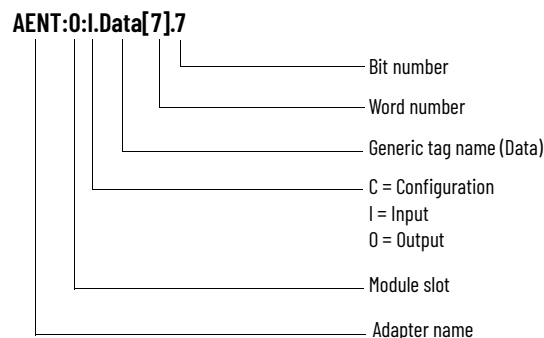 AENT:0:I.Data[7].7
Bit number
Word number
Generic tag name (Data)
C = Configuration
I = Input
O = Output
Module slot
Adapter name